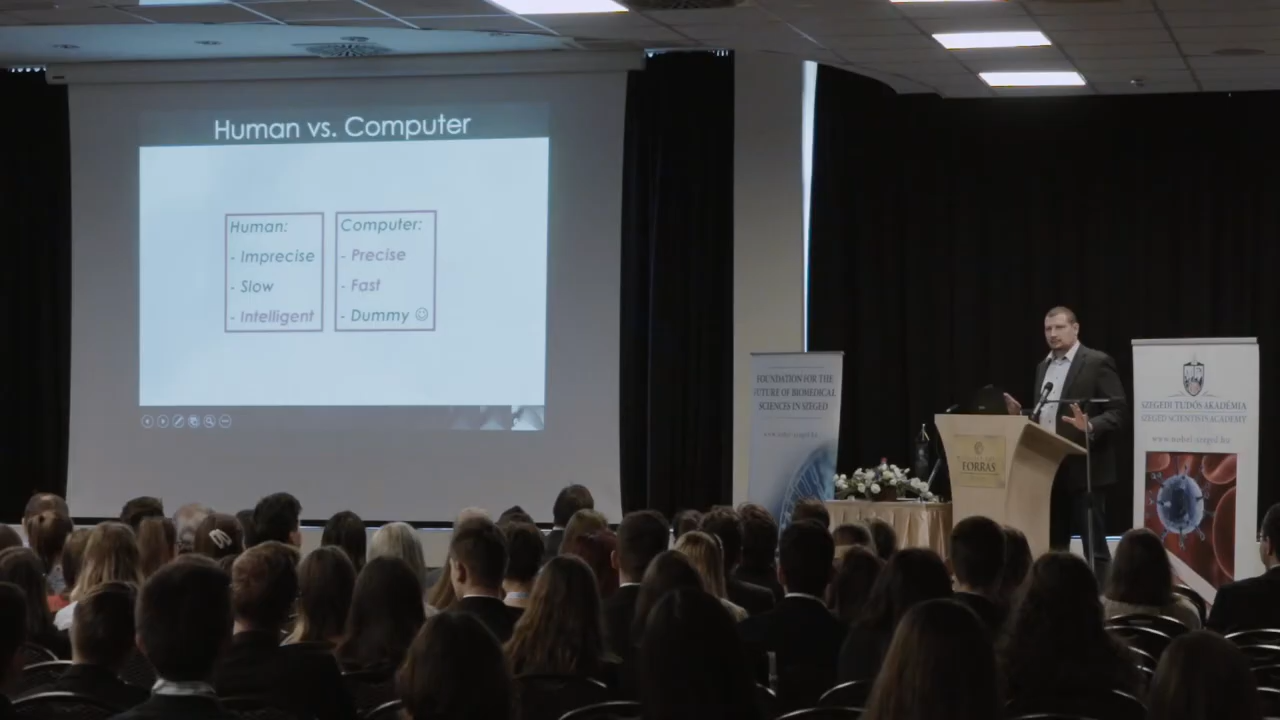 Human vs. Computer
Human:
- Imprecise
- Slow
- Intelligent
Computer:
- Precise
- Fast
- Dummy ☺
FOUNDATION FOR THE
FUTURE OF BIOMEDICAL
SCIENCES IN SZEGED
FORRÁS
SZEGEDI TUDÓS AKADÉMIA
SZEGED SCIENTISTS ACADEMY